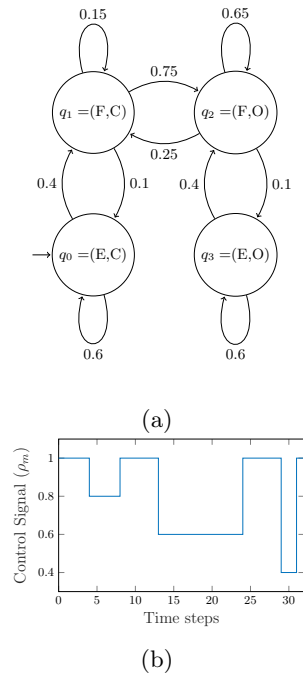 0.15
0.65
0.75
q₁ =(F,C)
q₂ =(F,O)
0.25
0.4
0.1
0.4
0.1
q₀ =(E,C)
q₃ =(E,O)
0.6
0.6
(a)
Control Signal (ρₘ)
1
0.8
0.6
0.4
0 5 10 15 20 25 30
Time steps
(b)